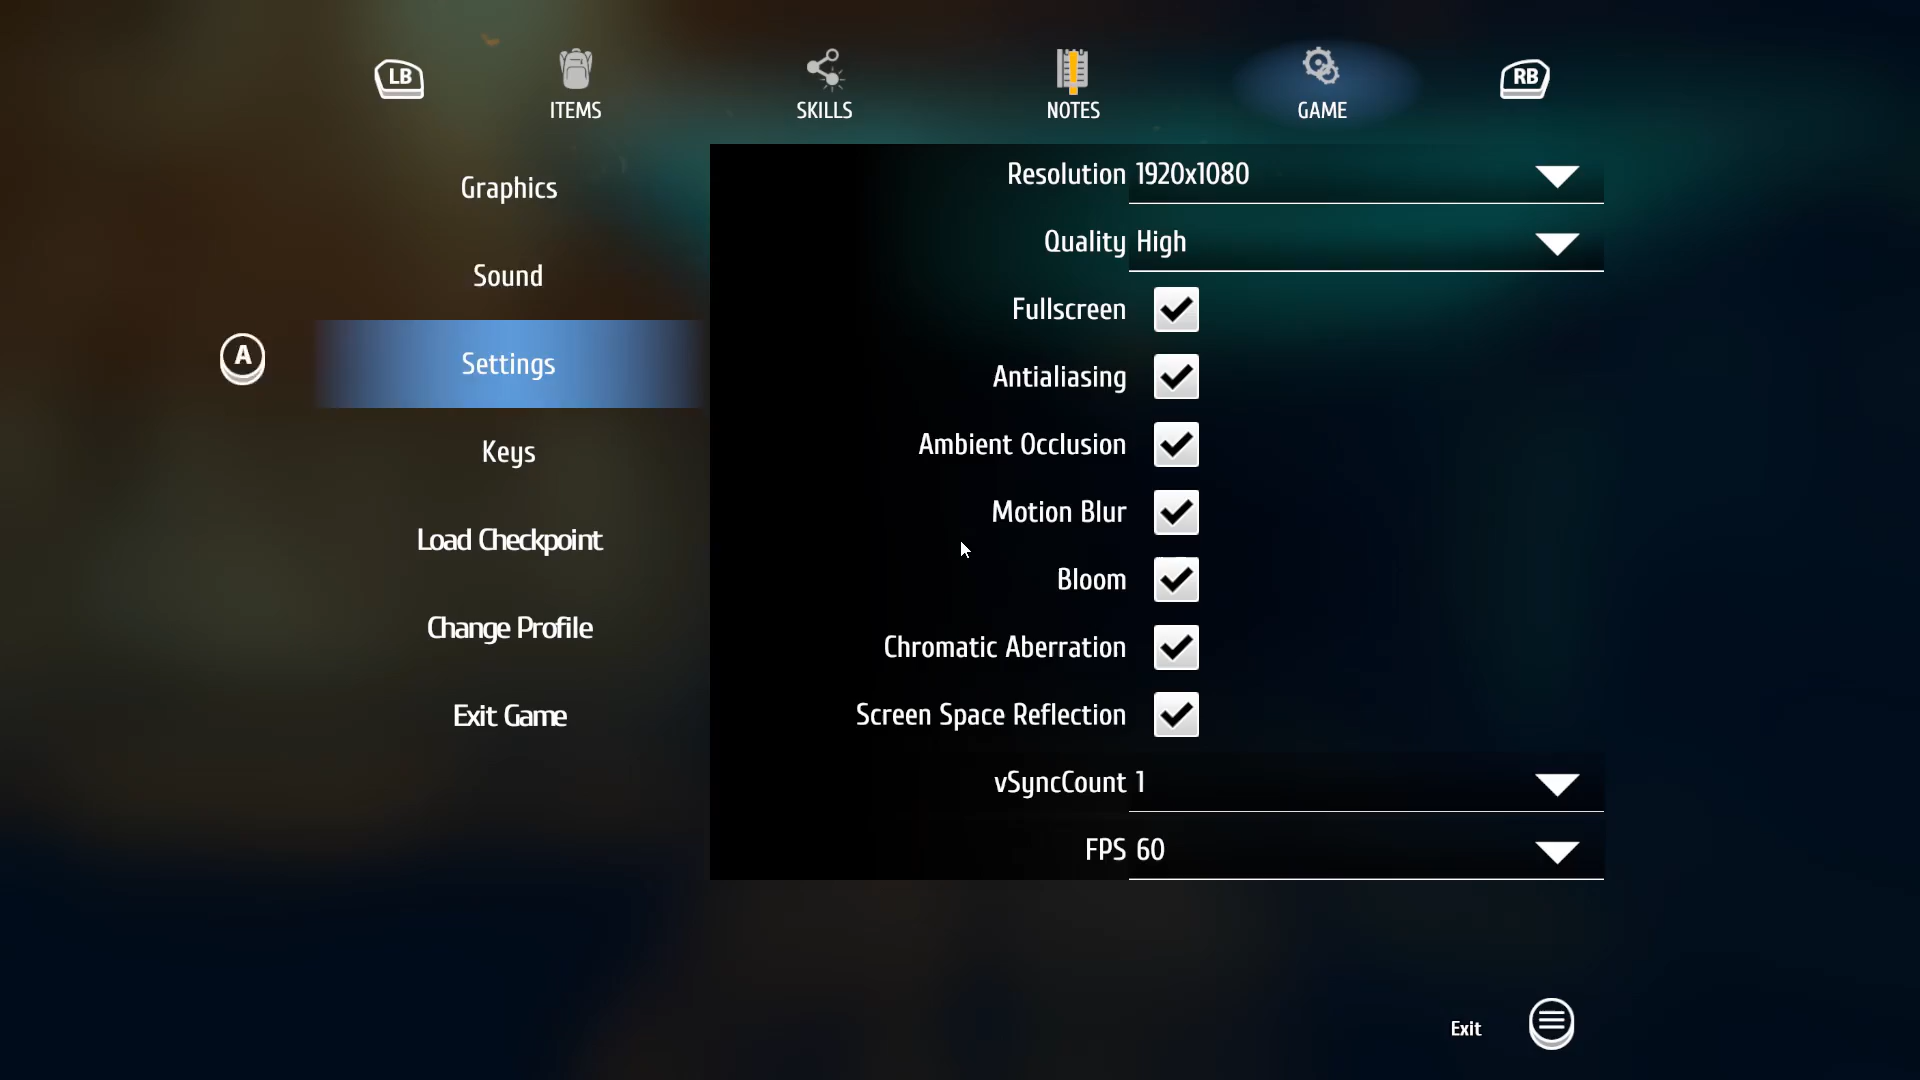 LB
ITEMS
SKILLS
NOTES
GAME
RB
Graphics
Sound
A
Settings
Keys
Load Checkpoint
Change Profile
Exit Game
Resolution 1920x1080
Quality High
Fullscreen
Antialiasing
Ambient Occlusion
Motion Blur
Bloom
Chromatic Aberration
Screen Space Reflection
vSyncCount 1
FPS 60
Exit